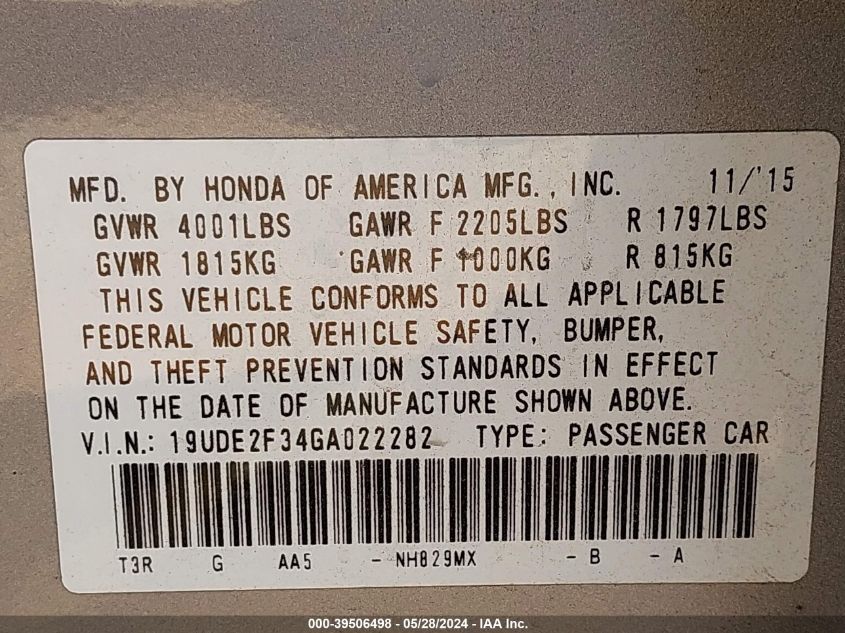 MFD. BY HONDA OF AMERICA MFG., INC. 11/'15
GVWR 4001LBS GAWR F 2205LBS R 1797LBS
GVWR 1815KG GAWR F 1000KG R 815KG
THIS VEHICLE CONFORMS TO ALL APPLICABLE
FEDERAL MOTOR VEHICLE SAFETY, BUMPER,
AND THEFT PREVENTION STANDARDS IN EFFECT
ON THE DATE OF MANUFACTURE SHOWN ABOVE.
V.I.N.: 19UDE2F34GA022282 TYPE: PASSENGER CAR
T3R G AA5 - NH829MX - B - A
000-39506498 - 05/28/2024 - IAA Inc.